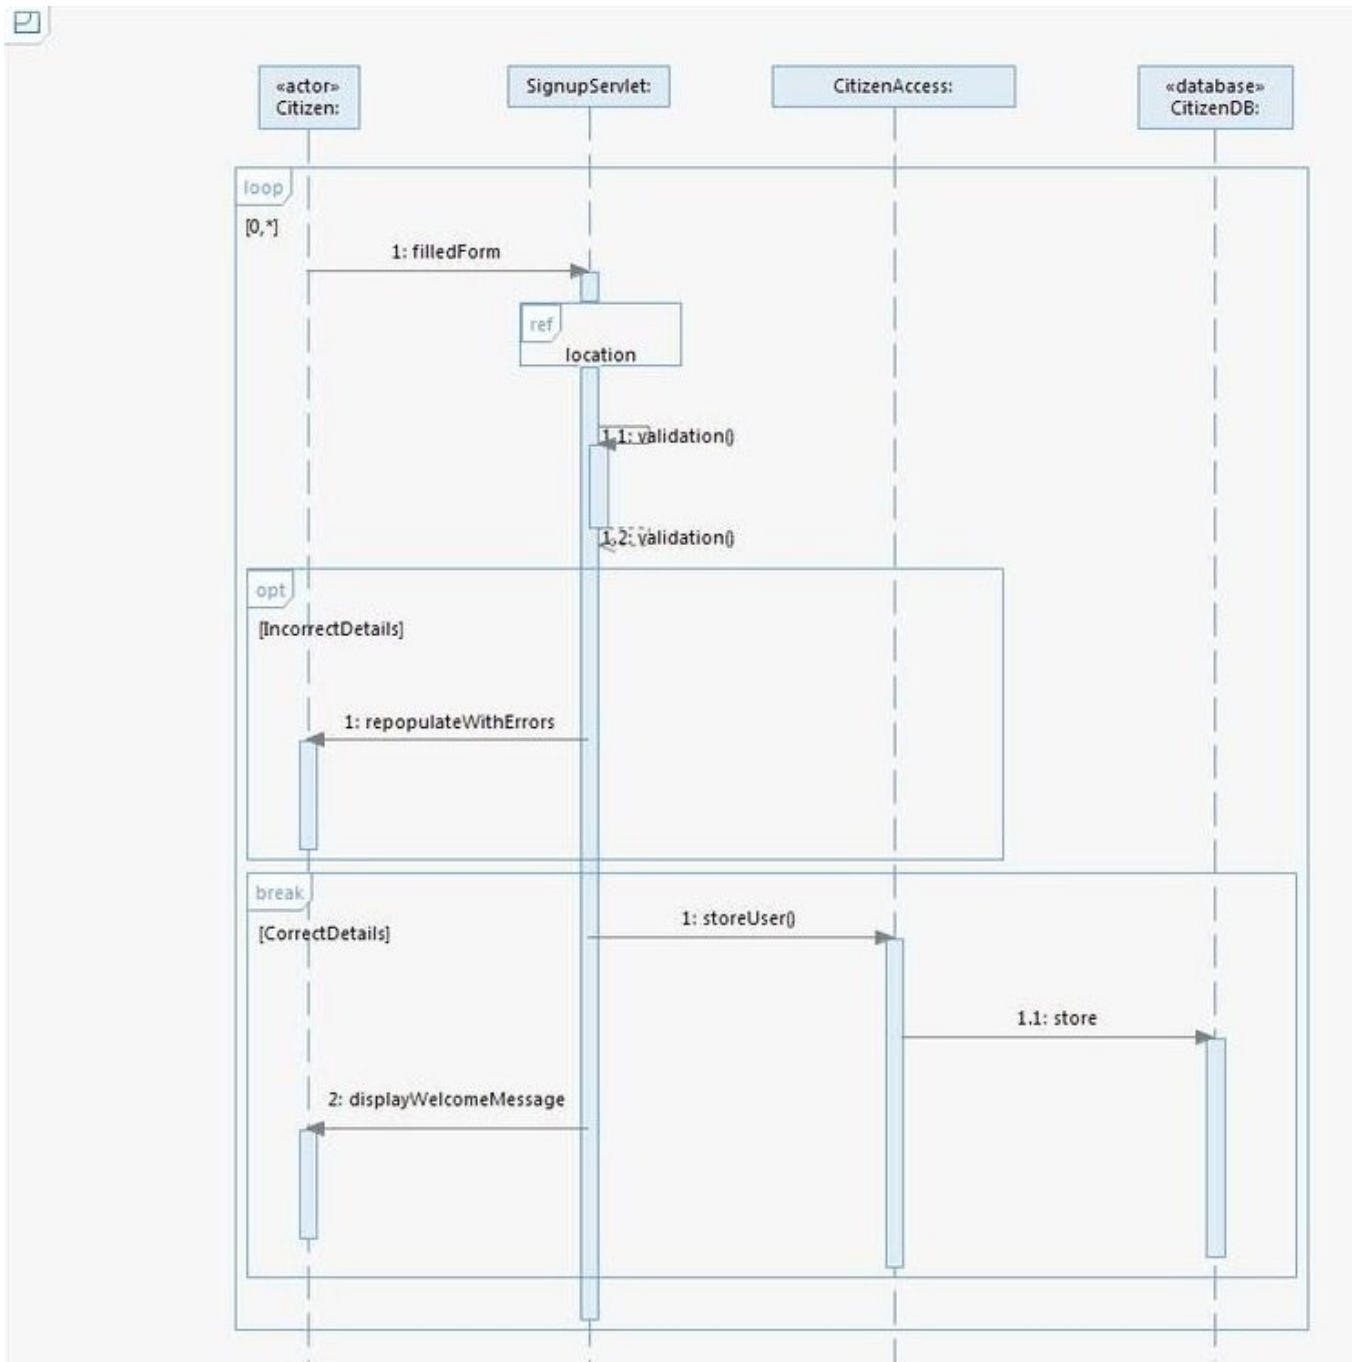 «actor»
Citizen:
SignupServlet:
CitizenAccess:
«database»
CitizenDB:
loop
[0,*]
1: filledForm
ref
location
1.1: validation()
1.2: validation()
opt
[IncorrectDetails]
1: repopulateWithErrors
break
[CorrectDetails]
1: storeUser()
1.1: store
2: displayWelcomeMessage